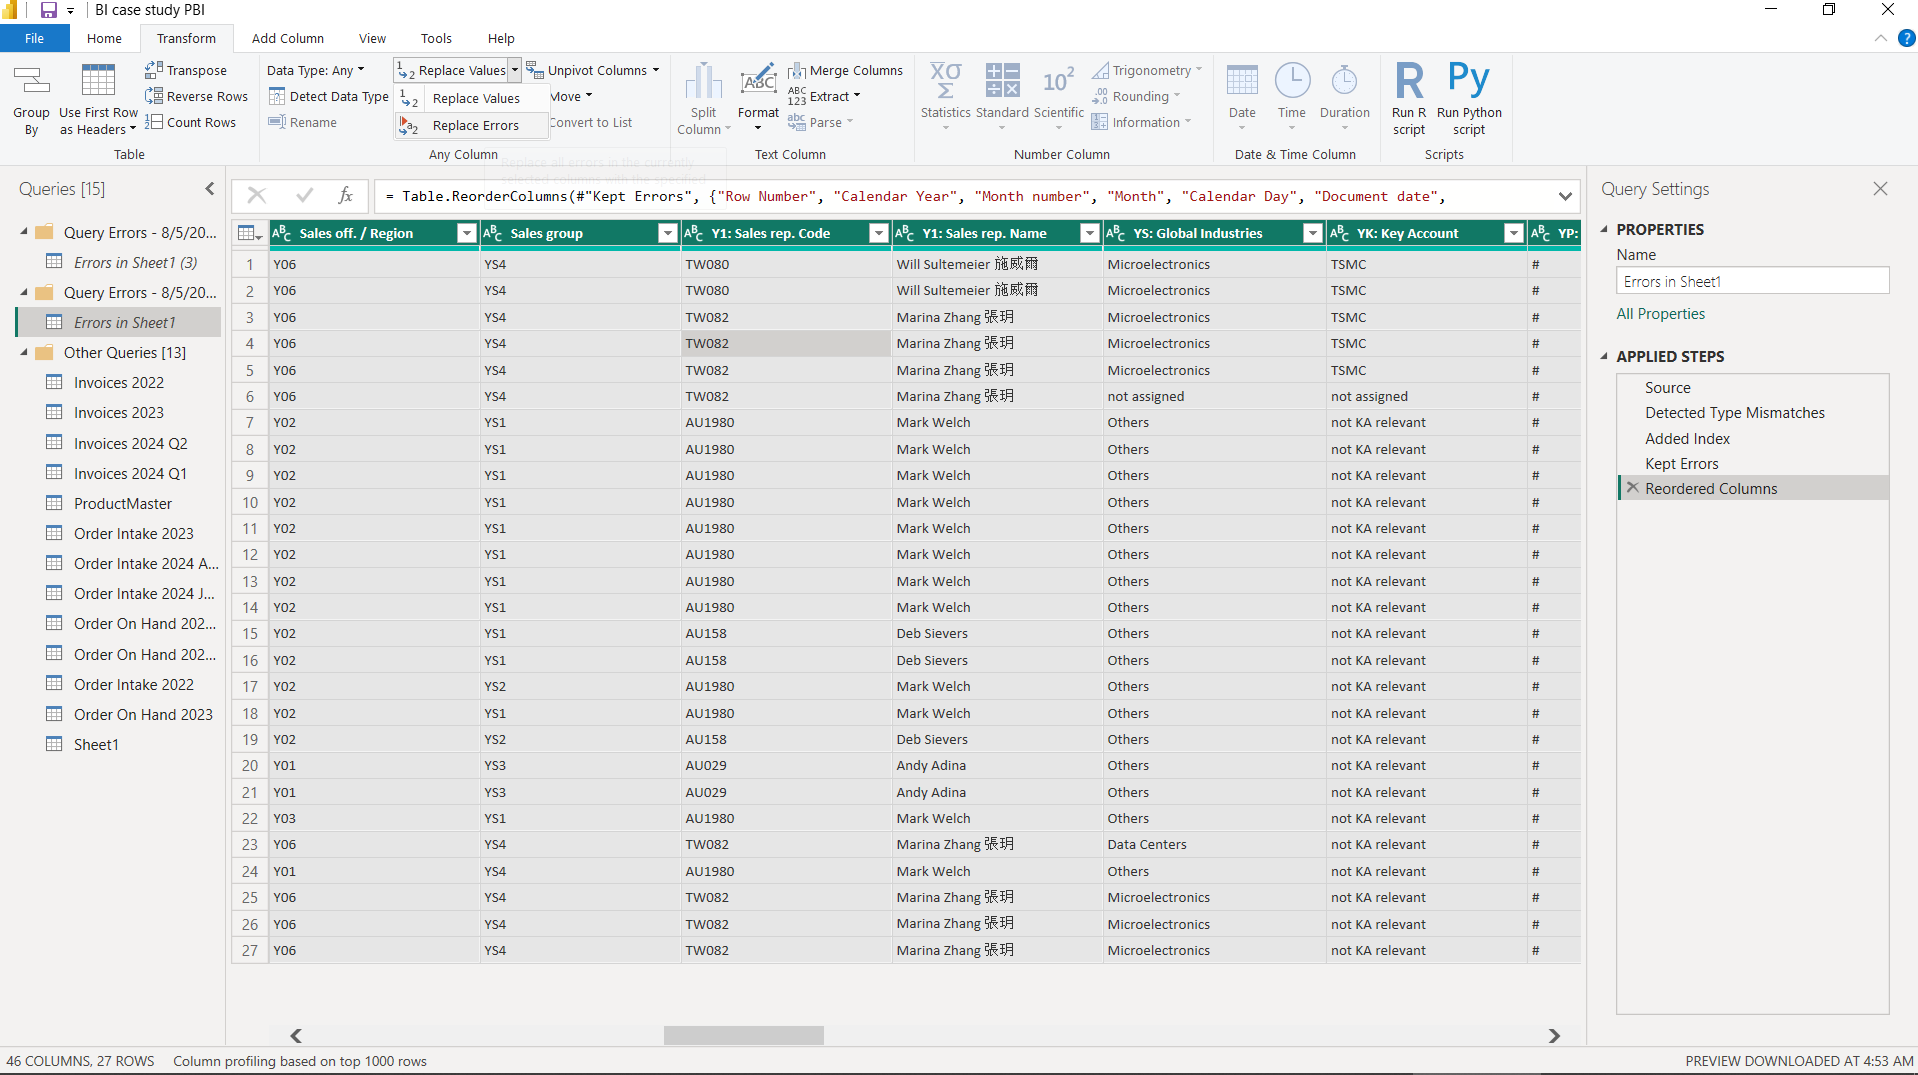 BI case study PBI
File
Home
Transform
Add Column
View
Tools
Help
Group By
Use First Row as Headers
Transpose
Reverse Rows
Count Rows
Table
Data Type: Any
Detect Data Type
Rename
Replace Values
Replace Values
Replace Errors
Unpivot Columns
Move
Convert to List
Any Column
Replace all errors in the currently
selected columns with the specified
Split Column
Format
Merge Columns
Extract
Parse
Text Column
Statistics
Standard
Scientific
Trigonometry
Rounding
Information
Number Column
Date
Time
Duration
Date & Time Column
Run R script
Run Python script
Scripts
Queries [15]
Query Errors - 8/5/20...
Errors in Sheet1 (3)
Query Errors - 8/5/20...
Errors in Sheet1
Other Queries [13]
Invoices 2022
Invoices 2023
Invoices 2024 Q2
Invoices 2024 Q1
ProductMaster
Order Intake 2023
Order Intake 2024 A...
Order Intake 2024 J...
Order On Hand 202...
Order On Hand 202...
Order Intake 2022
Order On Hand 2023
Sheet1
= Table.ReorderColumns(#"Kept Errors", {"Row Number", "Calendar Year", "Month number", "Month", "Calendar Day", "Document date",
Sales off. / Region Sales group Y1: Sales rep. Code Y1: Sales rep. Name YS: Global Industries YK: Key Account YP:
1 Y06 YS4 TW080 Will Sultemeier 施威爾 Microelectronics TSMC #
2 Y06 YS4 TW080 Will Sultemeier 施威爾 Microelectronics TSMC #
3 Y06 YS4 TW082 Marina Zhang 張玥 Microelectronics TSMC #
4 Y06 YS4 TW082 Marina Zhang 張玥 Microelectronics TSMC #
5 Y06 YS4 TW082 Marina Zhang 張玥 Microelectronics TSMC #
6 Y06 YS4 TW082 Marina Zhang 張玥 not assigned not assigned #
7 Y02 YS1 AU1980 Mark Welch Others not KA relevant #
8 Y02 YS1 AU1980 Mark Welch Others not KA relevant #
9 Y02 YS1 AU1980 Mark Welch Others not KA relevant #
10 Y02 YS1 AU1980 Mark Welch Others not KA relevant #
11 Y02 YS1 AU1980 Mark Welch Others not KA relevant #
12 Y02 YS1 AU1980 Mark Welch Others not KA relevant #
13 Y02 YS1 AU1980 Mark Welch Others not KA relevant #
14 Y02 YS1 AU1980 Mark Welch Others not KA relevant #
15 Y02 YS1 AU158 Deb Sievers Others not KA relevant #
16 Y02 YS1 AU158 Deb Sievers Others not KA relevant #
17 Y02 YS2 AU1980 Mark Welch Others not KA relevant #
18 Y02 YS1 AU1980 Mark Welch Others not KA relevant #
19 Y02 YS2 AU158 Deb Sievers Others not KA relevant #
20 Y01 YS3 AU029 Andy Adina Others not KA relevant #
21 Y01 YS3 AU029 Andy Adina Others not KA relevant #
22 Y03 YS1 AU1980 Mark Welch Others not KA relevant #
23 Y06 YS4 TW082 Marina Zhang 張玥 Data Centers not KA relevant #
24 Y01 YS4 AU1980 Mark Welch Others not KA relevant #
25 Y06 YS4 TW082 Marina Zhang 張玥 Microelectronics not KA relevant #
26 Y06 YS4 TW082 Marina Zhang 張玥 Microelectronics not KA relevant #
27 Y06 YS4 TW082 Marina Zhang 張玥 Microelectronics not KA relevant #
Query Settings
PROPERTIES
Name
Errors in Sheet1
All Properties
APPLIED STEPS
Source
Detected Type Mismatches
Added Index
Kept Errors
Reordered Columns
46 COLUMNS, 27 ROWS
Column profiling based on top 1000 rows
PREVIEW DOWNLOADED AT 4:53 AM